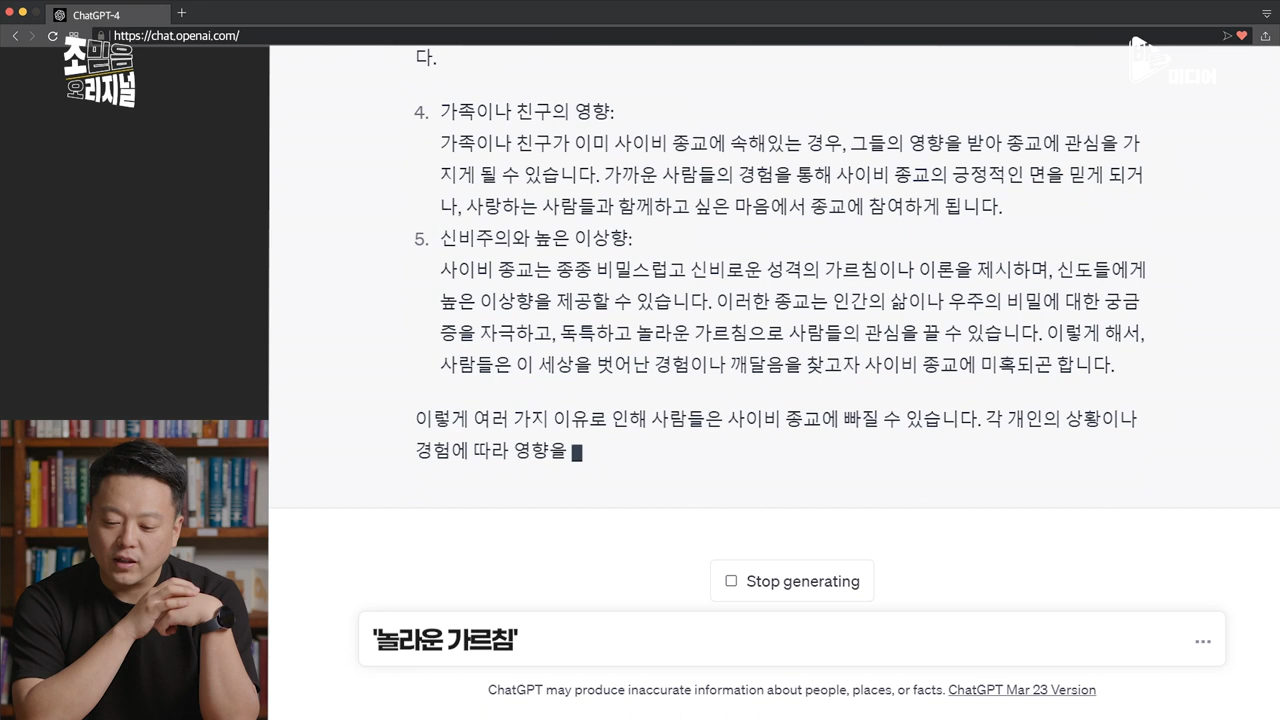 ChatGPT-4
https://chat.openai.com/
조믿음
오리지널
미디어
다.
4. 가족이나 친구의 영향:
가족이나 친구가 이미 사이비 종교에 속해있는 경우, 그들의 영향을 받아 종교에 관심을 가
지게 될 수 있습니다. 가까운 사람들의 경험을 통해 사이비 종교의 긍정적인 면을 믿게 되거
나, 사랑하는 사람들과 함께하고 싶은 마음에서 종교에 참여하게 됩니다.
5. 신비주의와 높은 이상향:
사이비 종교는 종종 비밀스럽고 신비로운 성격의 가르침이나 이론을 제시하며, 신도들에게
높은 이상향을 제공할 수 있습니다. 이러한 종교는 인간의 삶이나 우주의 비밀에 대한 궁금
증을 자극하고, 독특하고 놀라운 가르침으로 사람들의 관심을 끌 수 있습니다. 이렇게 해서,
사람들은 이 세상을 벗어난 경험이나 깨달음을 찾고자 사이비 종교에 미혹되곤 합니다.
이렇게 여러 가지 이유로 인해 사람들은 사이비 종교에 빠질 수 있습니다. 각 개인의 상황이나
경험에 따라 영향을
Stop generating
'놀라운 가르침'
ChatGPT may produce inaccurate information about people, places, or facts. ChatGPT Mar 23 Version